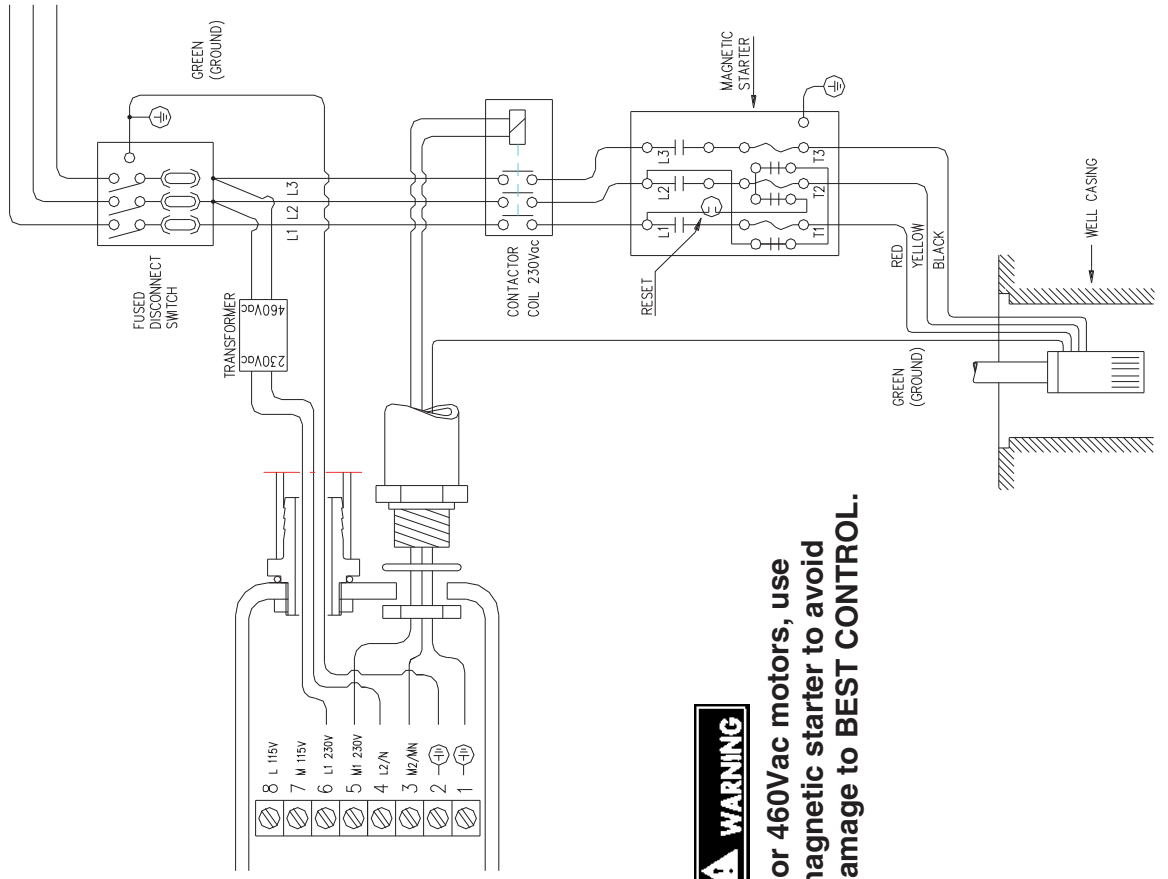 GREEN
(GROUND)
FUSED
DISCONNECT
SWITCH
L1 L2 L3
TRANSFORMER
230Vac 460Vac
CONTACTOR
COIL 230Vac
MAGNETIC
STARTER
L1 L2 L3
RESET
T1 T2 T3
RED
YELLOW
BLACK
WELL CASING
GREEN
(GROUND)
8 L 115V
7 M 115V
6 L1 230V
5 M1 230V
4 L2/N
3 M2/MN
2
1
WARNING
or 460Vac motors, use
magnetic starter to avoid
amage to BEST CONTROL.